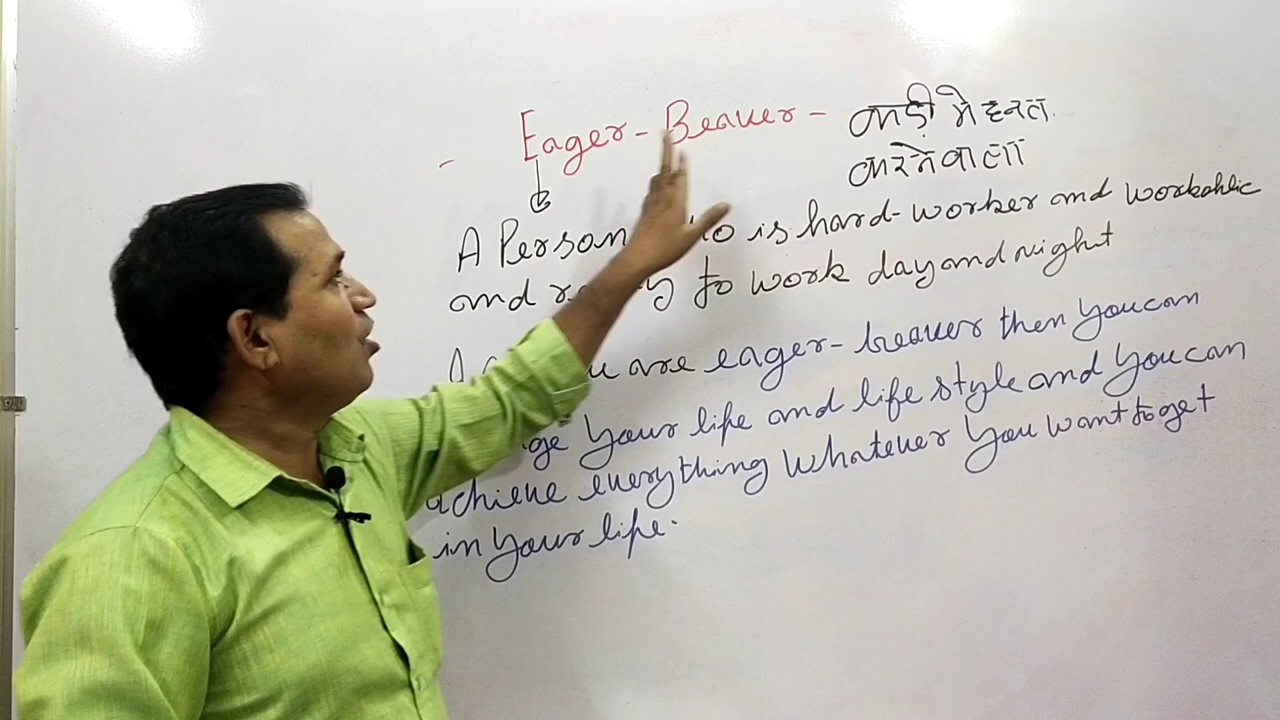 - Eager-Beaver - काडी मेहनत
करने वाला
A Person is hard-worker and workoholic
and to work day and night
are eager-beaver then you can
your life and life style and you can
achieve everything whatever you want to get
in your life.